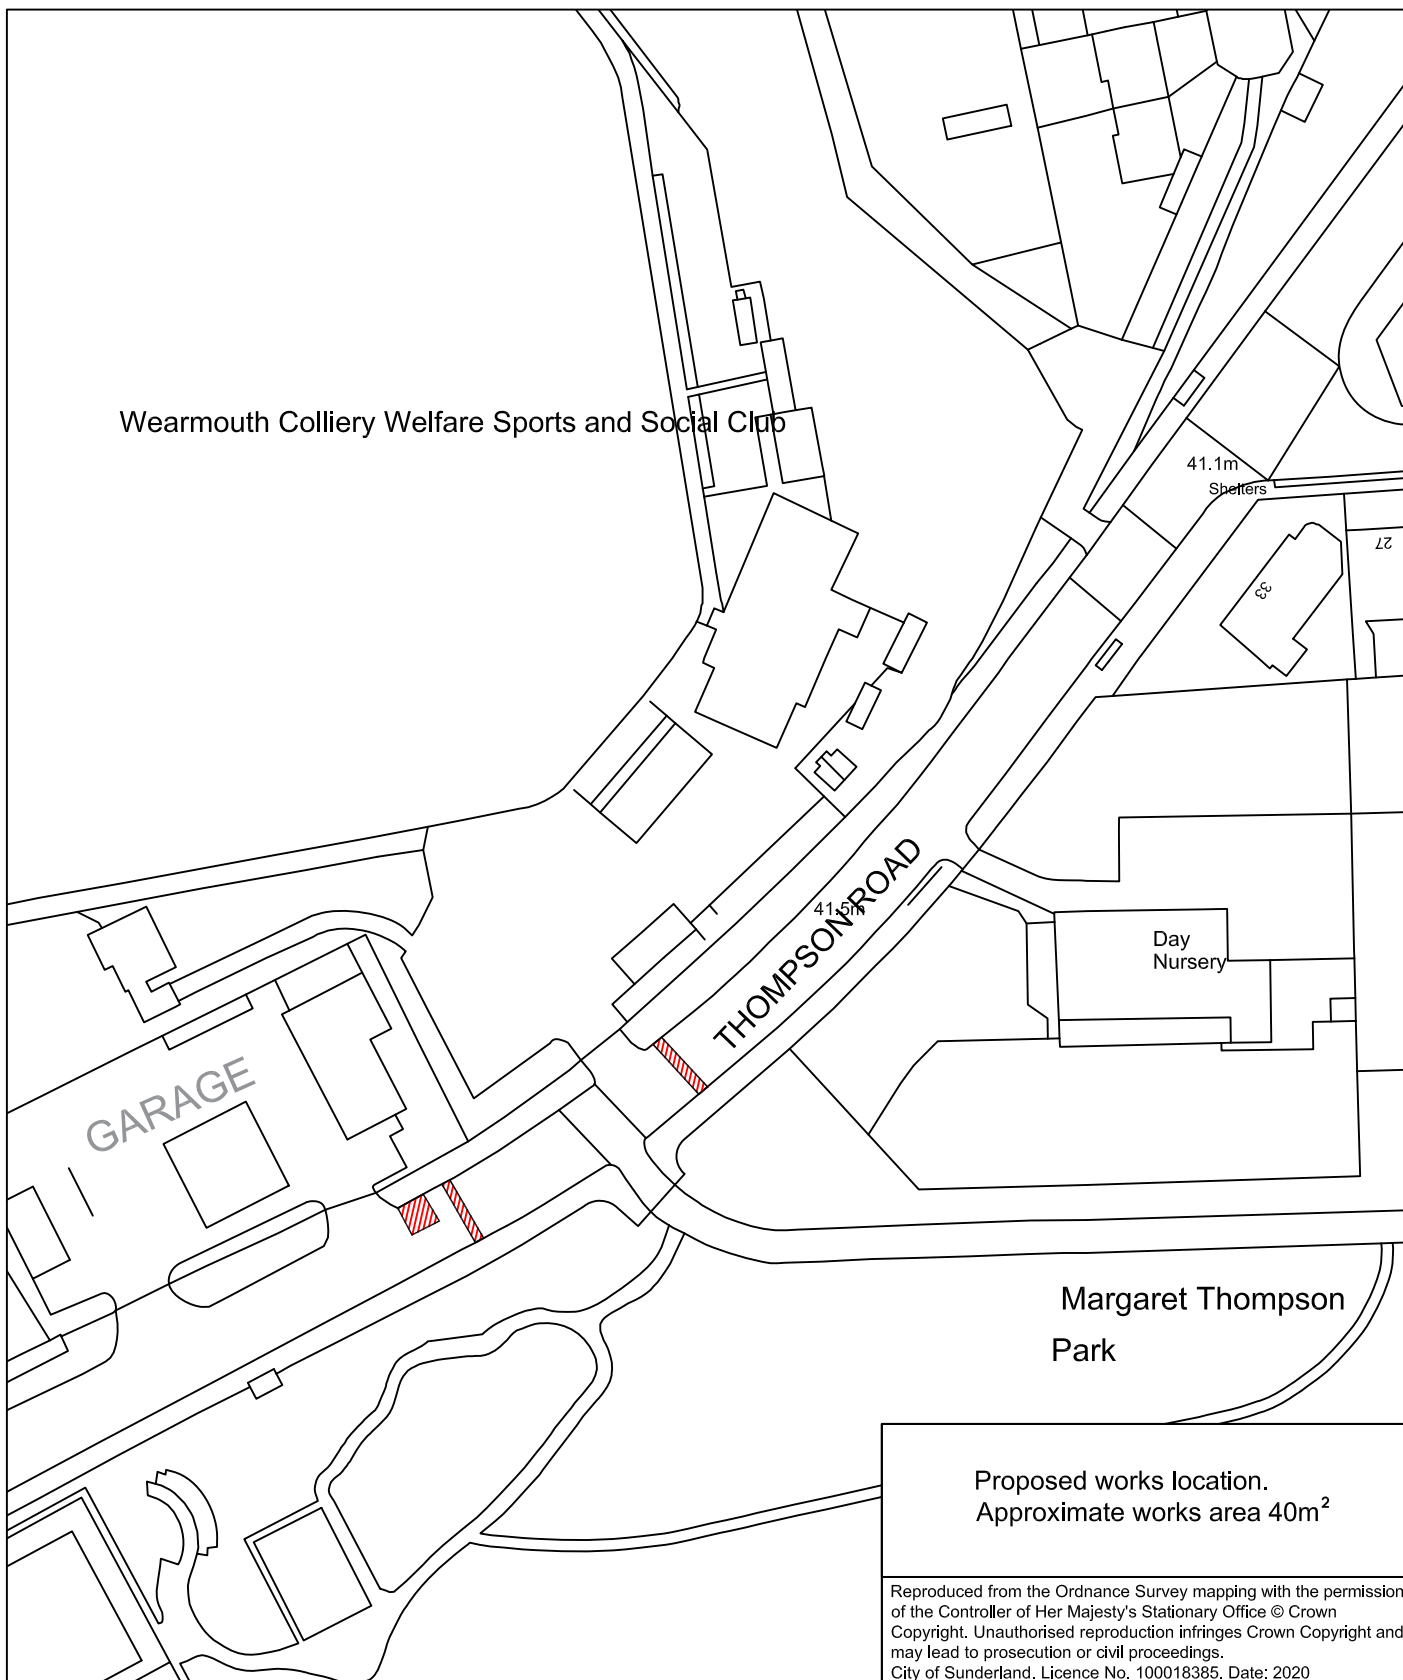 Wearmouth Colliery Welfare Sports and Social Club
41.1m
Shelters
27
33
THOMPSON ROAD
41.5m
Day
Nursery
GARAGE
Margaret Thompson
Park
Proposed works location.
Approximate works area 40m²
Reproduced from the Ordnance Survey mapping with the permission
of the Controller of Her Majesty's Stationary Office © Crown
Copyright. Unauthorised reproduction infringes Crown Copyright and
may lead to prosecution or civil proceedings.
City of Sunderland. Licence No. 100018385. Date: 2020